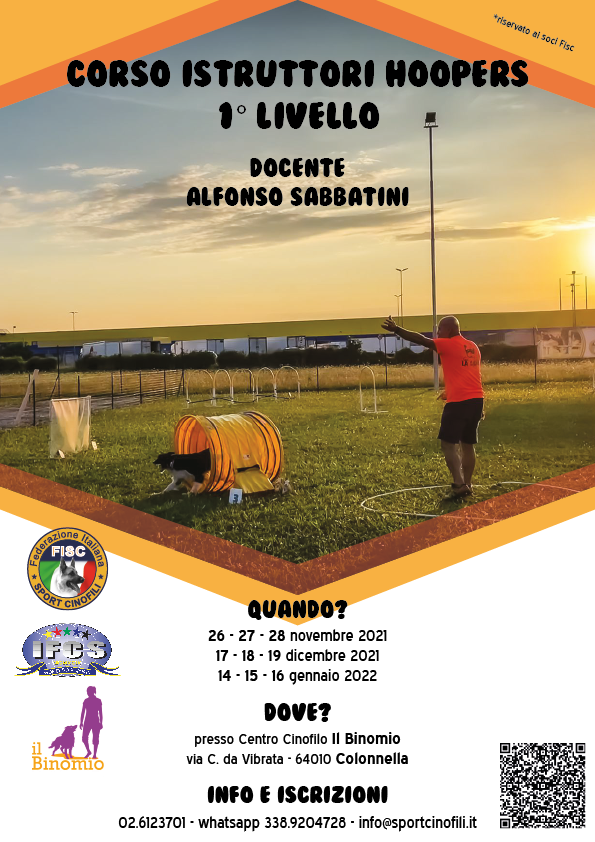 *riservato ai soci Fisc
CORSO ISTRUTTORI HOOPERS
1° LIVELLO
DOCENTE
ALFONSO SABBATINI
Federazione Italiana
FISC
SPORT CINOFILI
QUANDO?
26 - 27 - 28 novembre 2021
17 - 18 - 19 dicembre 2021
14 - 15 - 16 gennaio 2022
IFCS
DOVE?
presso Centro Cinofilo Il Binomio
via C. da Vibrata - 64010 Colonnella
il
Binomio
INFO E ISCRIZIONI
02.6123701 - whatsapp 338.9204728 - info@sportcinofili.it